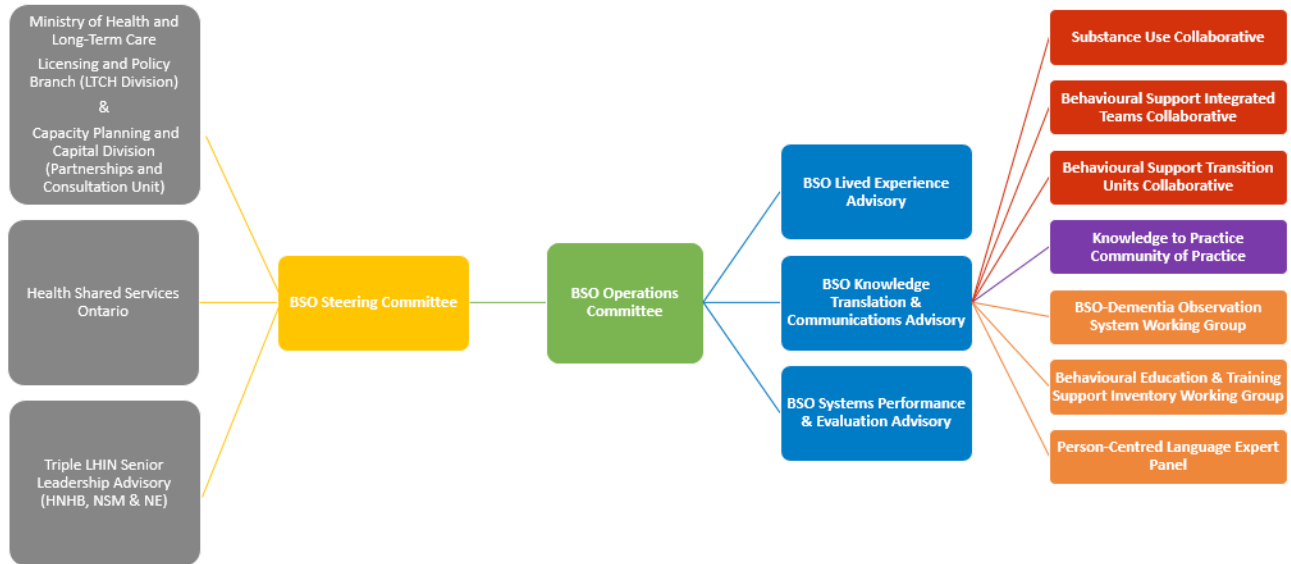 Ministry of Health and
Long-Term Care
Licensing and Policy
Branch (LTCH Division)
&
Capacity Planning and
Capital Division
(Partnerships and
Consultation Unit)
Health Shared Services
Ontario
Triple LHIN Senior
Leadership Advisory
(HNHB, NSM & NE)
BSO Steering Committee
BSO Operations
Committee
BSO Lived Experience
Advisory
BSO Knowledge
Translation &
Communications Advisory
BSO Systems Performance
& Evaluation Advisory
Substance Use Collaborative
Behavioural Support Integrated
Teams Collaborative
Behavioural Support Transition
Units Collaborative
Knowledge to Practice
Community of Practice
BSO-Dementia Observation
System Working Group
Behavioural Education & Training
Support Inventory Working Group
Person-Centred Language Expert
Panel